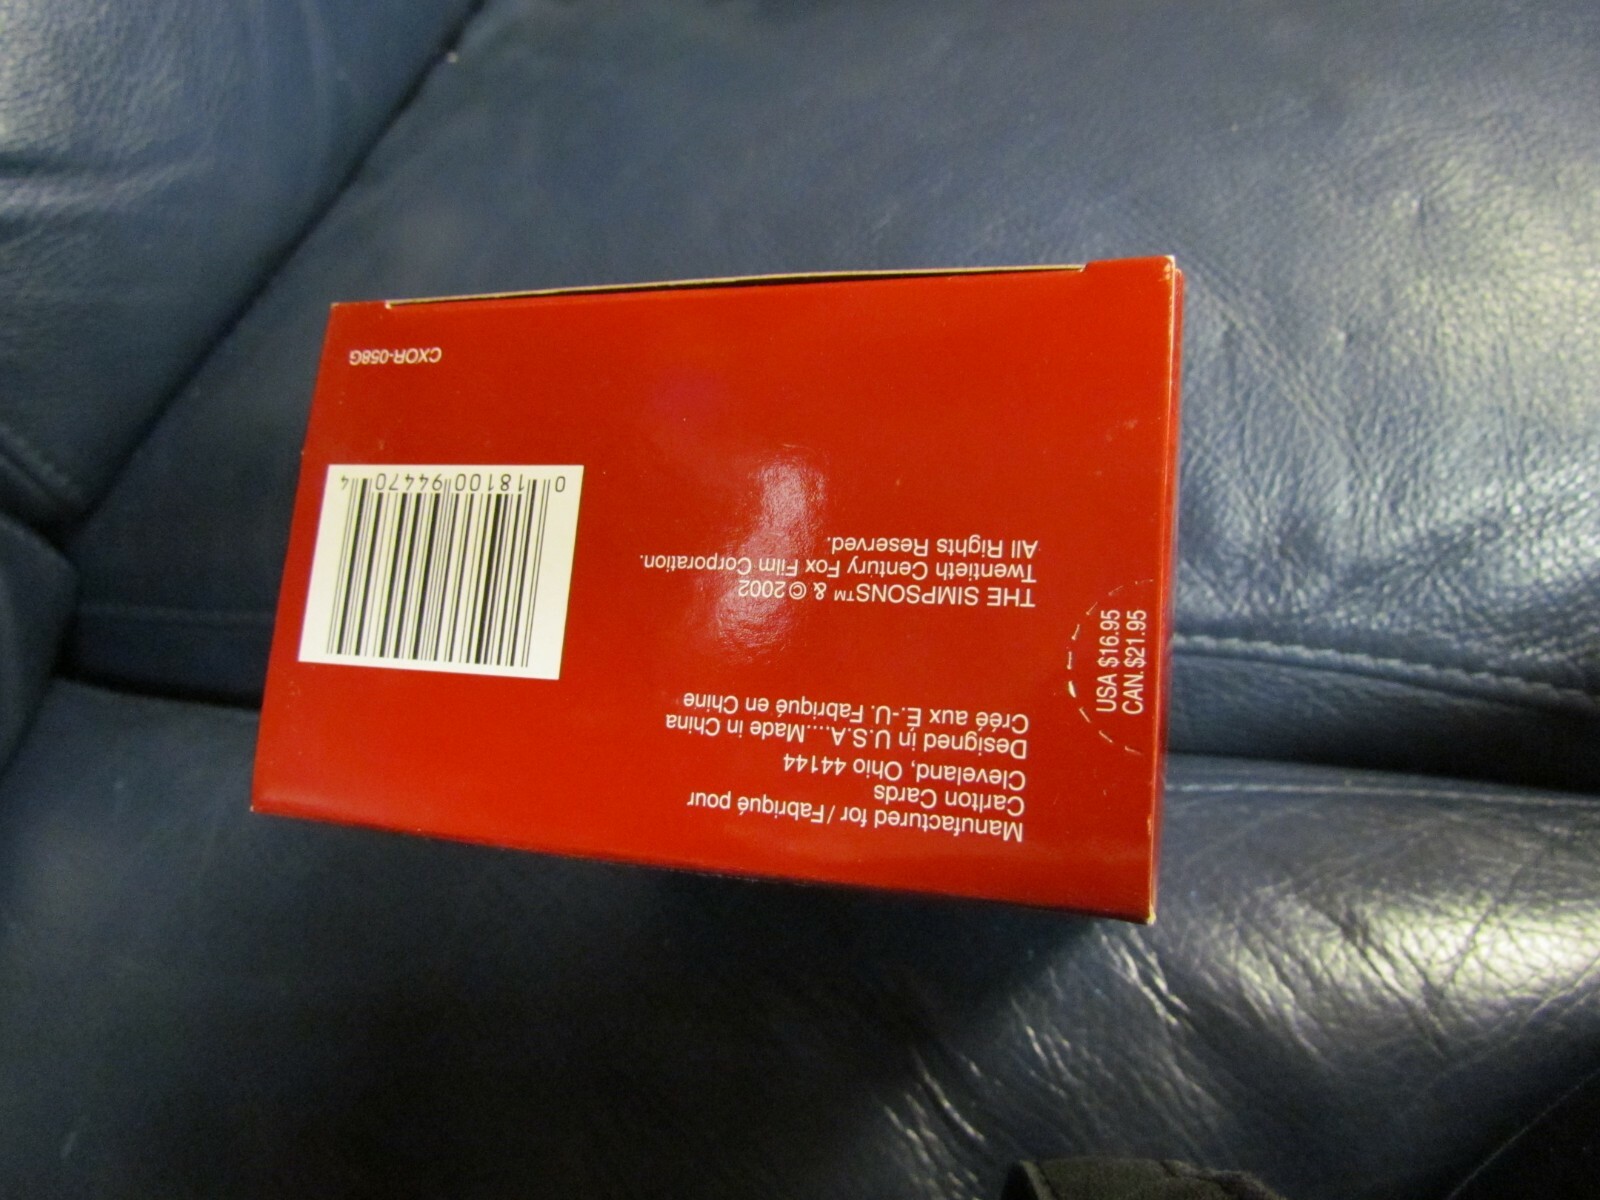 Manufactured for / Fabriqué pour
Carlton Cards
Cleveland, Ohio 44144
Designed in U.S.A. Made in China
Créé aux É.-U. Fabriqué en Chine
THE SIMPSONS™ & © 2002
Twentieth Century Fox Film Corporation.
All Rights Reserved.
0 18100 94470 4
CXOR-058G
USA $16.95
CAN.$21.95